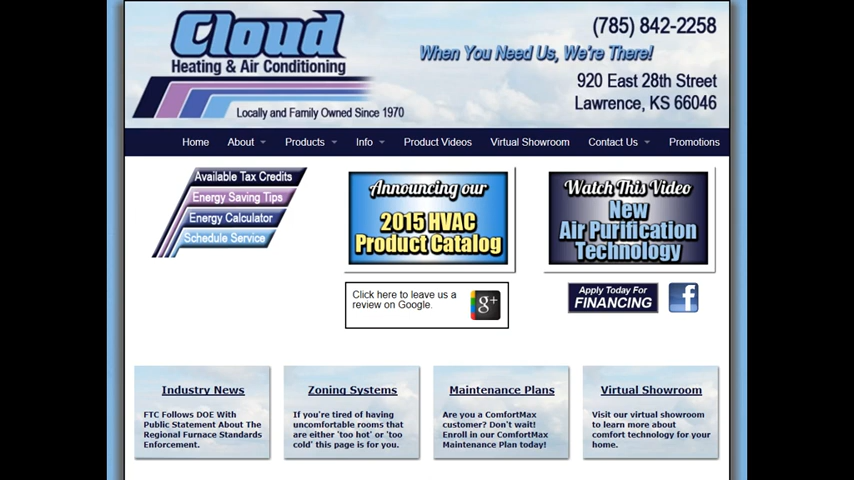 Cloud
Heating & Air Conditioning
Locally and Family Owned Since 1970
(785) 842-2258
When You Need Us, We're There!
920 East 28th Street
Lawrence, KS 66046
Home About Products Info Product Videos Virtual Showroom Contact Us Promotions
Available Tax Credits
Energy Saving Tips
Energy Calculator
Schedule Service
Announcing our
2015 HVAC
Product Catalog
Watch This Video
New
Air Purification
Technology
Click here to leave us a
review on Google.
g+
Apply Today For
FINANCING
f
Industry News
FTC Follows DOE With
Public Statement About The
Regional Furnace Standards
Enforcement.
Zoning Systems
If you're tired of having
uncomfortable rooms that
are either 'too hot' or 'too
cold' this page is for you.
Maintenance Plans
Are you a ComfortMax
customer? Don't wait!
Enroll in our ComfortMax
Maintenance Plan today!
Virtual Showroom
Visit our virtual showroom
to learn more about
comfort technology for your
home.